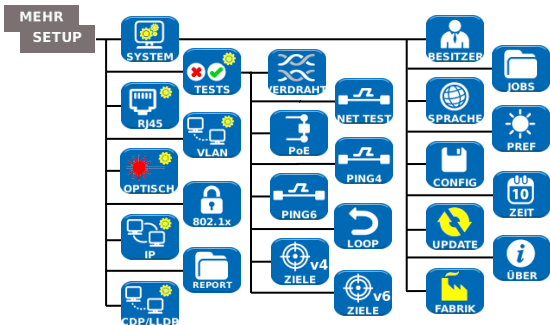 MEHR
SETUP
SYSTEM
TESTS
RJ45
VLAN
OPTISCH
802.1x
IP
REPORT
CDP/LLDP
VERDRAHT
NET TEST
PoE
PING4
PING6
LOOP
v4
ZIELE
v6
ZIELE
BESITZER
JOBS
SPRACHE
PREF
CONFIG
10
ZEIT
UPDATE
i
ÜBER
FABRIK